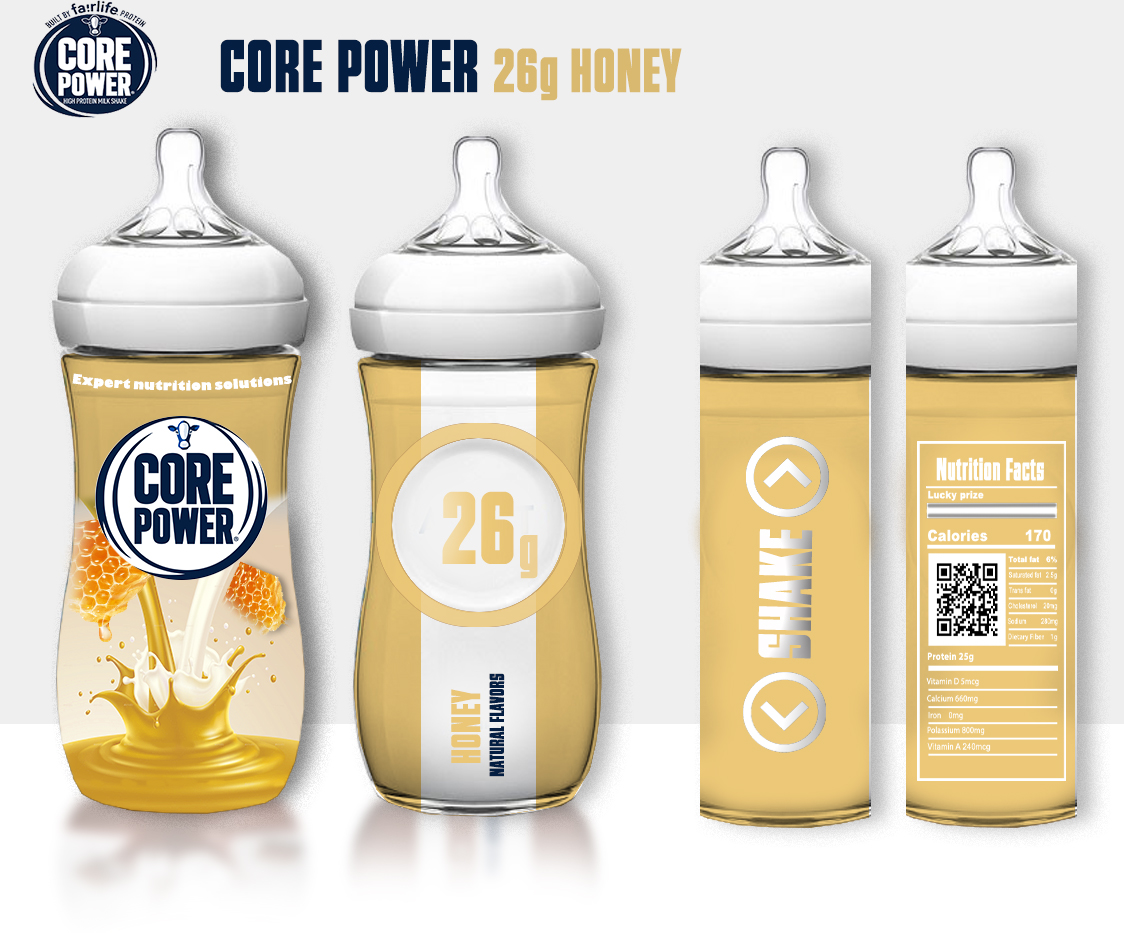 BUILT BY fa!rlife PROTEIN
CORE
POWER®
HIGH PROTEIN MILK SHAKE
CORE POWER 26g HONEY
Expert nutrition solutions
CORE
POWER®
26g
HONEY
NATURAL FLAVORS
SHAKE
Nutrition Facts
Lucky prize
Calories 170
Total fat 6%
Saturated fat 2.5g
Trans fat 0g
Cholesterol 20mg
Sodium 280mg
Dietary Fiber 1g
Protein 25g
Vitamin D 5mcg
Calcium 660mg
Iron 0mg
Potassium 800mg
Vitamin A 240mcg